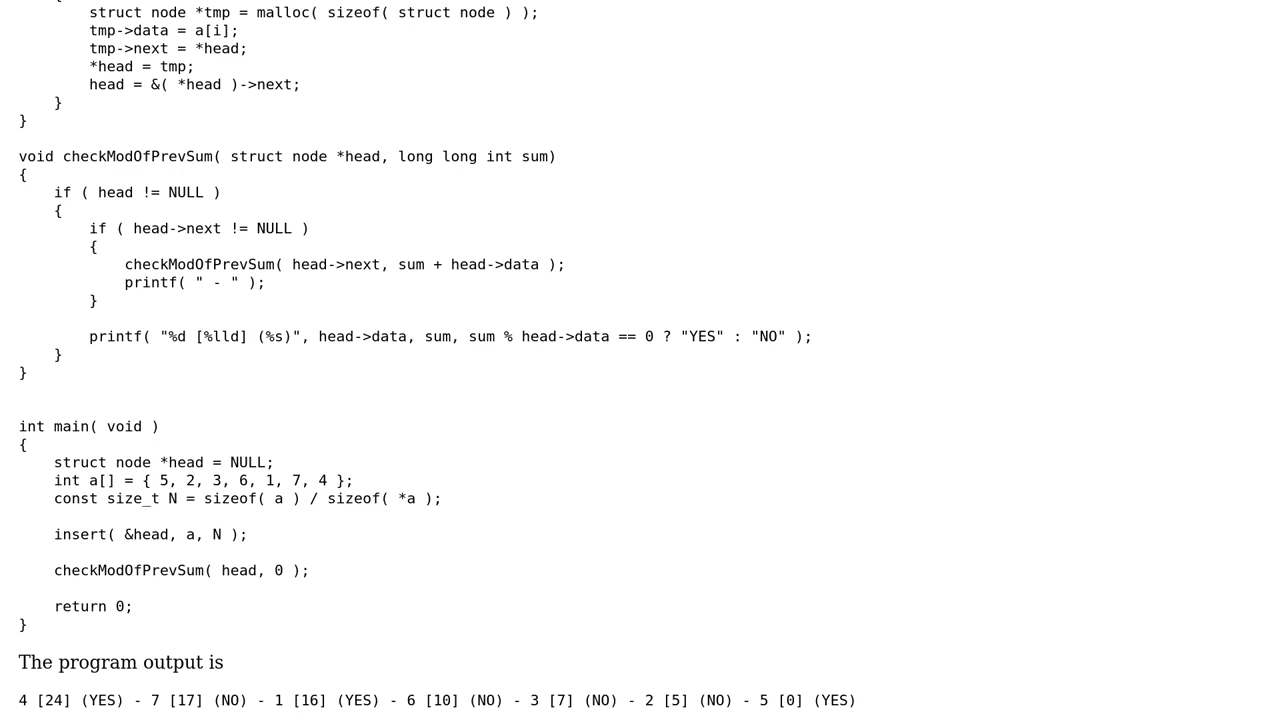 {
        struct node *tmp = malloc( sizeof( struct node ) );
        tmp->data = a[i];
        tmp->next = *head;
        *head = tmp;
        head = &( *head )->next;
    }
}

void checkModOfPrevSum( struct node *head, long long int sum)
{
    if ( head != NULL )
    {
        if ( head->next != NULL )
        {
            checkModOfPrevSum( head->next, sum + head->data );
            printf( " - " );
        }

        printf( "%d [%lld] (%s)", head->data, sum, sum % head->data == 0 ? "YES" : "NO" );
    }
}


int main( void )
{
    struct node *head = NULL;
    int a[] = { 5, 2, 3, 6, 1, 7, 4 };
    const size_t N = sizeof( a ) / sizeof( *a );

    insert( &head, a, N );

    checkModOfPrevSum( head, 0 );

    return 0;
}
The program output is
4 [24] (YES) - 7 [17] (NO) - 1 [16] (YES) - 6 [10] (NO) - 3 [7] (NO) - 2 [5] (NO) - 5 [0] (YES)